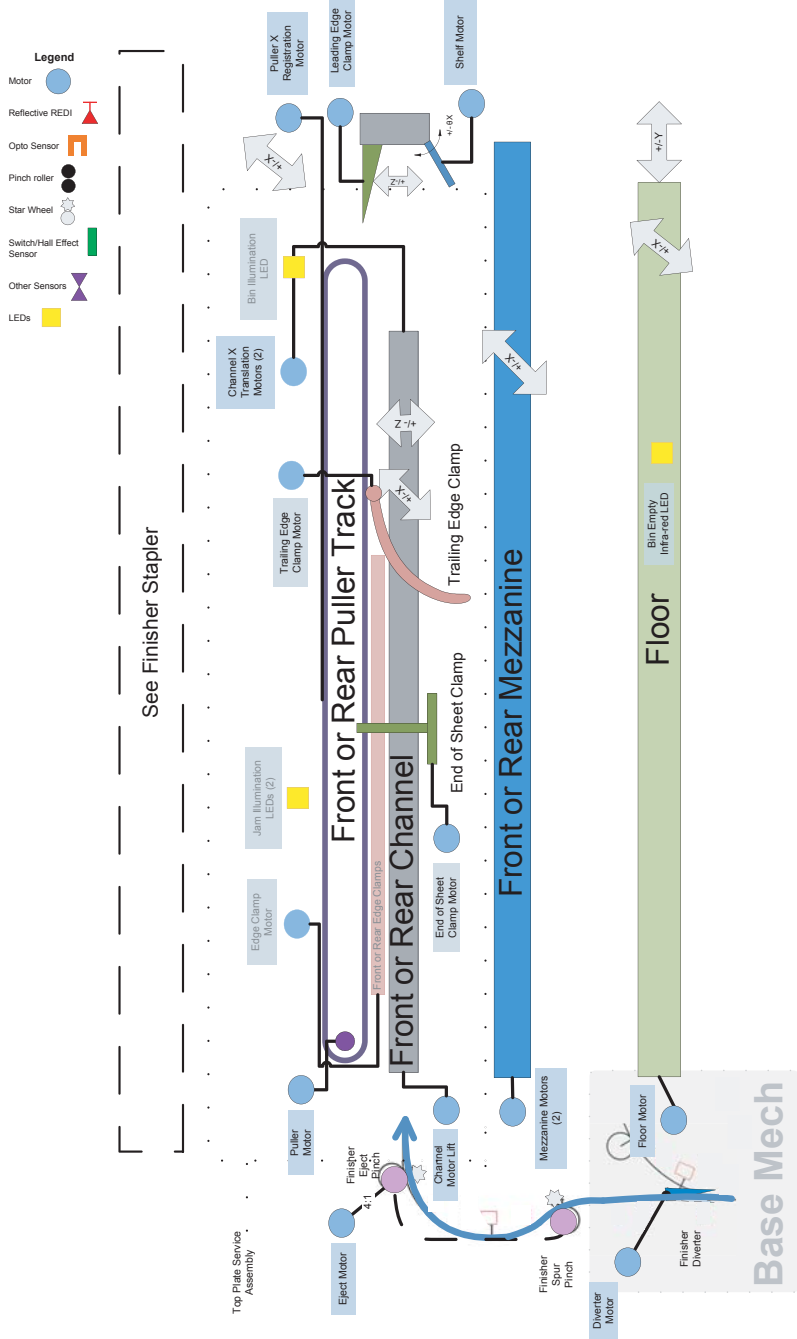 Legend
Motor
Reflective REDI
Opto Sensor
Pinch roller
Star Wheel
Switch/Hall Effect
Sensor
Other Sensors
LEDs
See Finisher Stapler
Puller X
Registration
Motor
Leading Edge
Clamp Motor
Shelf Motor
X-/+
Z-/+
+/-θX
+/-Y
X-/+
Bin Illumination
LED
Channel X
Translation
Motors (2)
X-/+
Z -/+
X-/+
Trailing Edge
Clamp Motor
Trailing Edge Clamp
Bin Empty
Infra-red LED
Front or Rear Puller Track
Front or Rear Channel
Front or Rear Edge Clamps
Front or Rear Mezzanine
Floor
End of Sheet Clamp
Jam Illumination
LEDs (2)
Edge Clamp
Motor
End of Sheet
Clamp Motor
Puller
Motor
Channel
Motor Lift
Mezzanine Motors
(2)
Floor Motor
Finisher
Eject
Pinch
4:1
Top Plate Service
Assembly
Eject Motor
Finisher
Spur
Pinch
Finisher
Diverter
Diverter
Motor
Base Mech